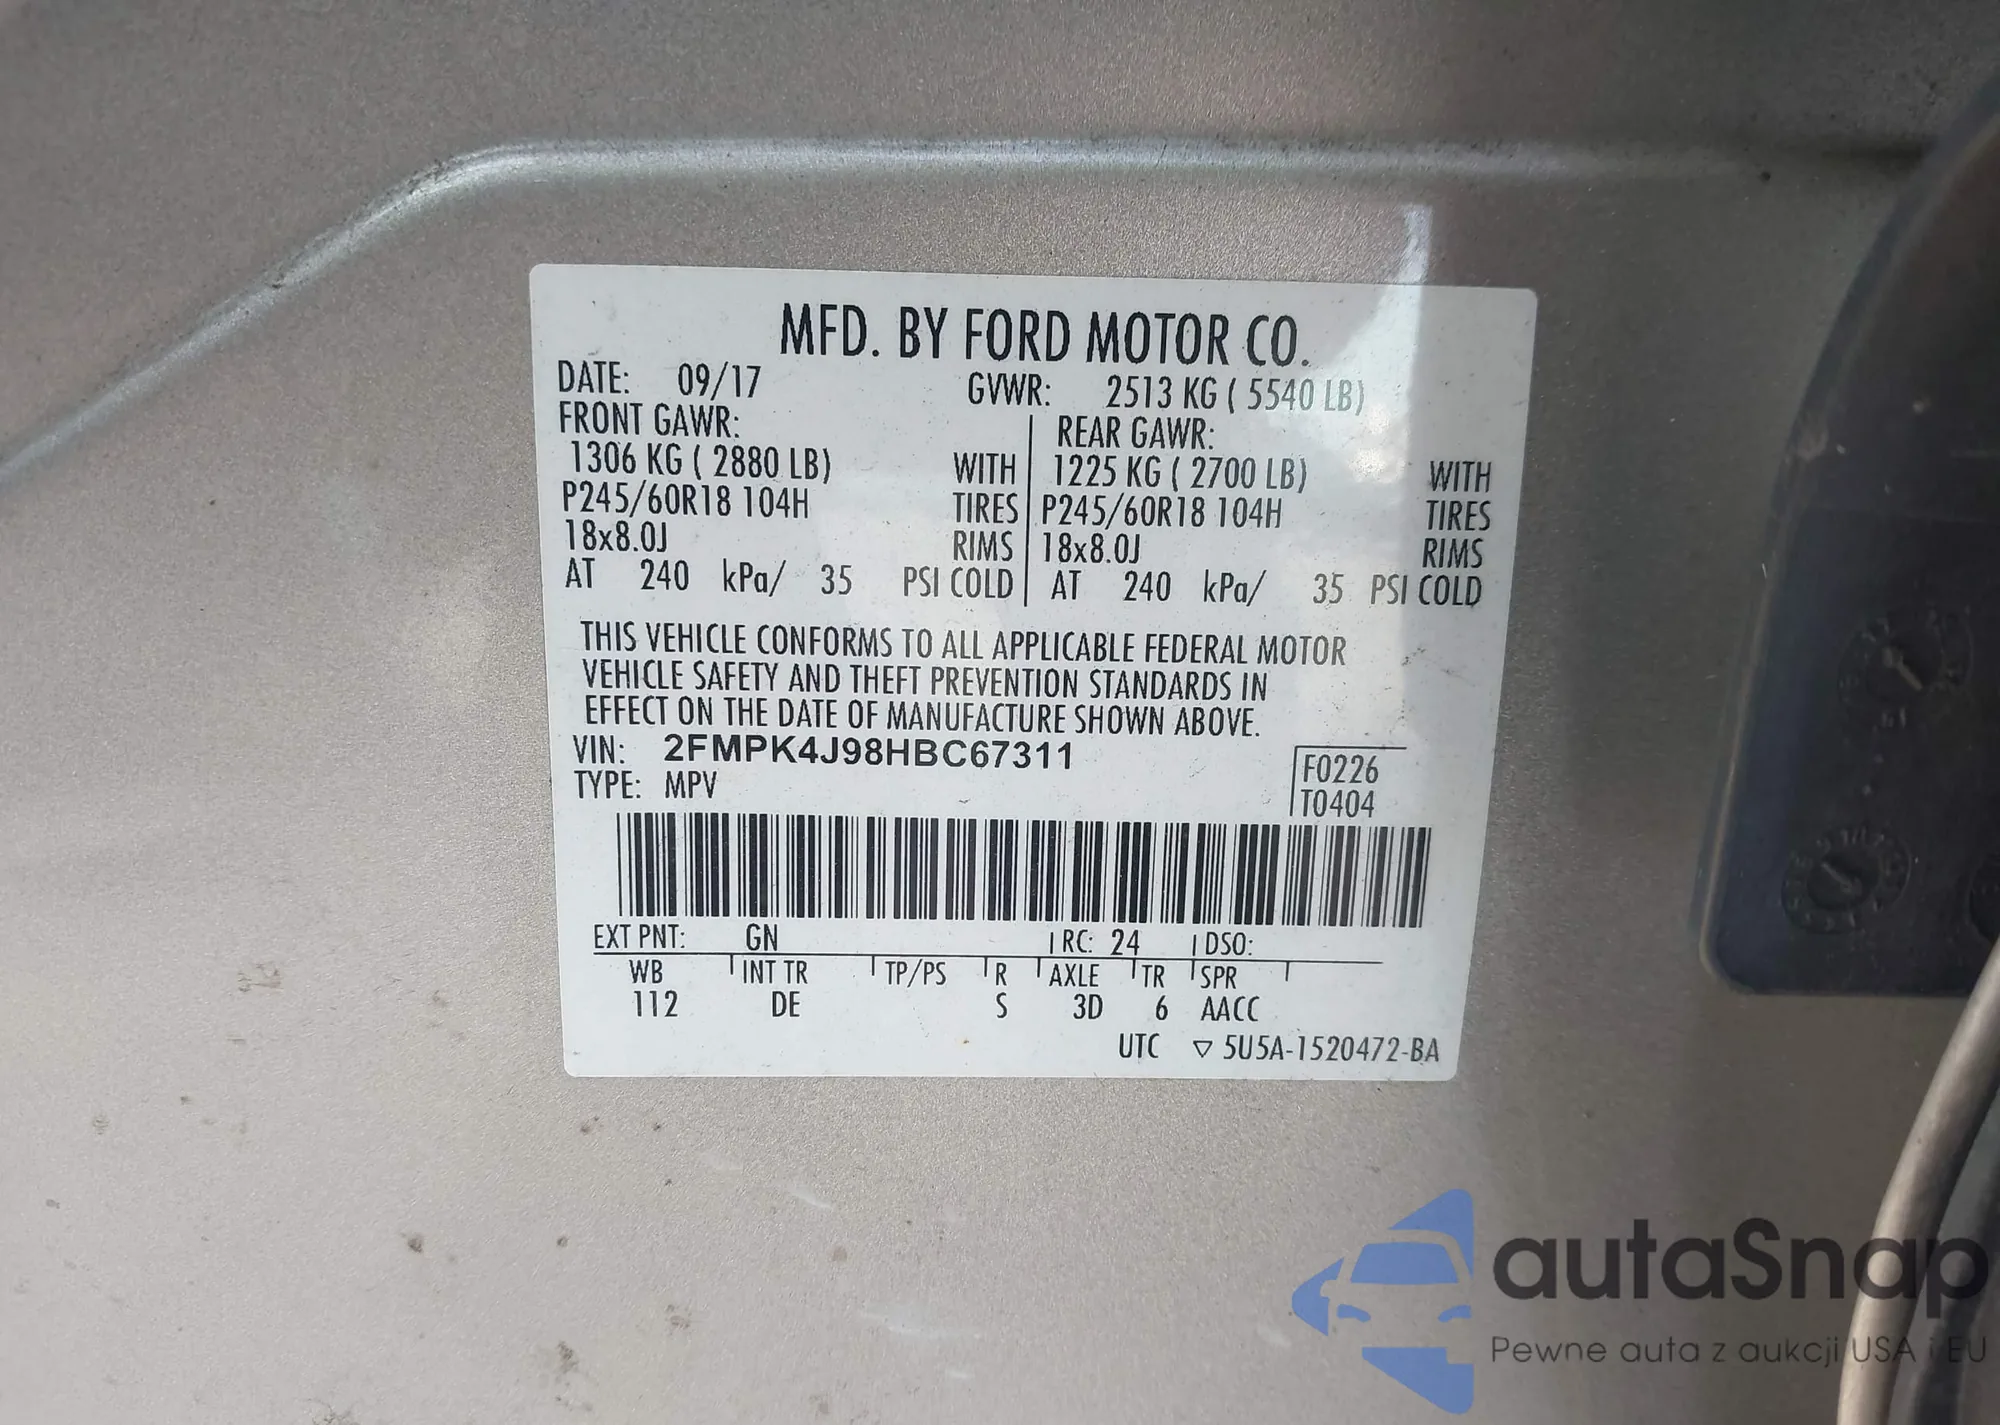 MFD. BY FORD MOTOR CO.
DATE: 09/17 GVWR: 2513 KG ( 5540 LB)
FRONT GAWR: REAR GAWR:
1306 KG ( 2880 LB) WITH 1225 KG ( 2700 LB) WITH
P245/60R18 104H TIRES P245/60R18 104H TIRES
18x8.0J RIMS 18x8.0J RIMS
AT 240 kPa/ 35 PSI COLD AT 240 kPa/ 35 PSI COLD
THIS VEHICLE CONFORMS TO ALL APPLICABLE FEDERAL MOTOR
VEHICLE SAFETY AND THEFT PREVENTION STANDARDS IN
EFFECT ON THE DATE OF MANUFACTURE SHOWN ABOVE.
VIN: 2FMPK4J98HBC67311
TYPE: MPV
F0226
T0404
EXT PNT: GN RC: 24 DSO:
WB INT TR TP/PS R AXLE TR SPR
112 DE S 3D 6 AACC
UTC ▽ 5U5A-1520472-BA
autaSnap
Pewne auta z aukcji USA i EU